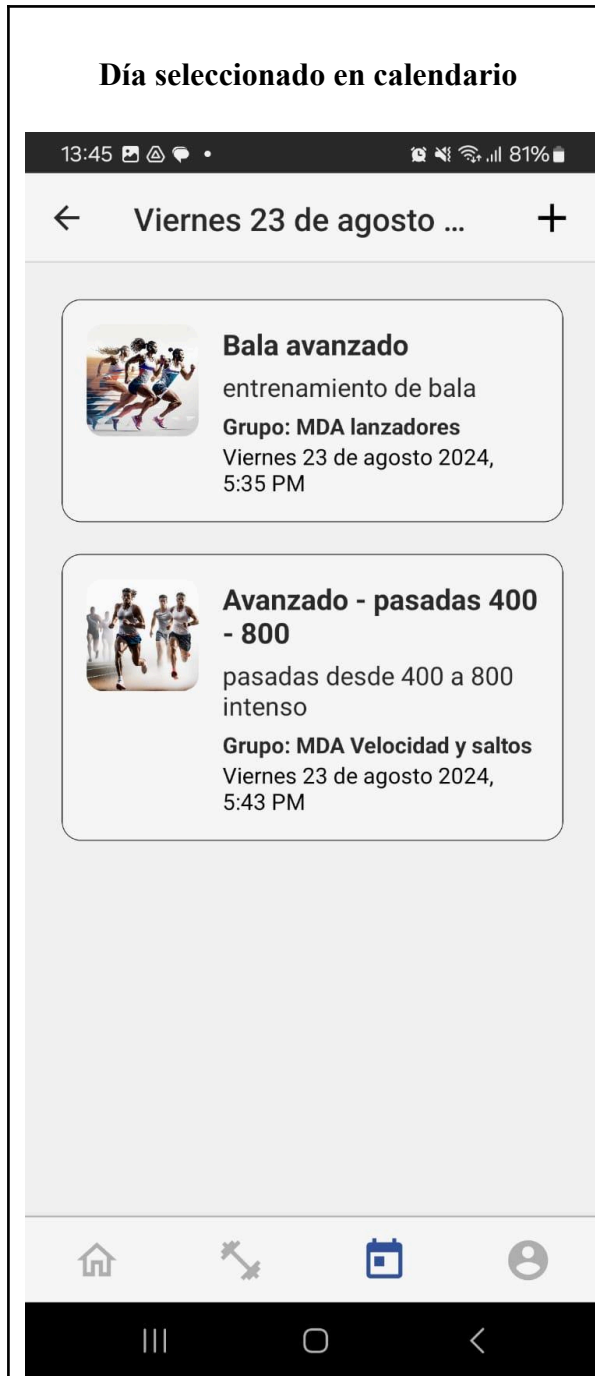 Día seleccionado en calendario
13:45 81%
Viernes 23 de agosto ...
Bala avanzado
entrenamiento de bala
Grupo: MDA lanzadores
Viernes 23 de agosto 2024,
5:35 PM
Avanzado - pasadas 400
- 800
pasadas desde 400 a 800
intenso
Grupo: MDA Velocidad y saltos
Viernes 23 de agosto 2024,
5:43 PM